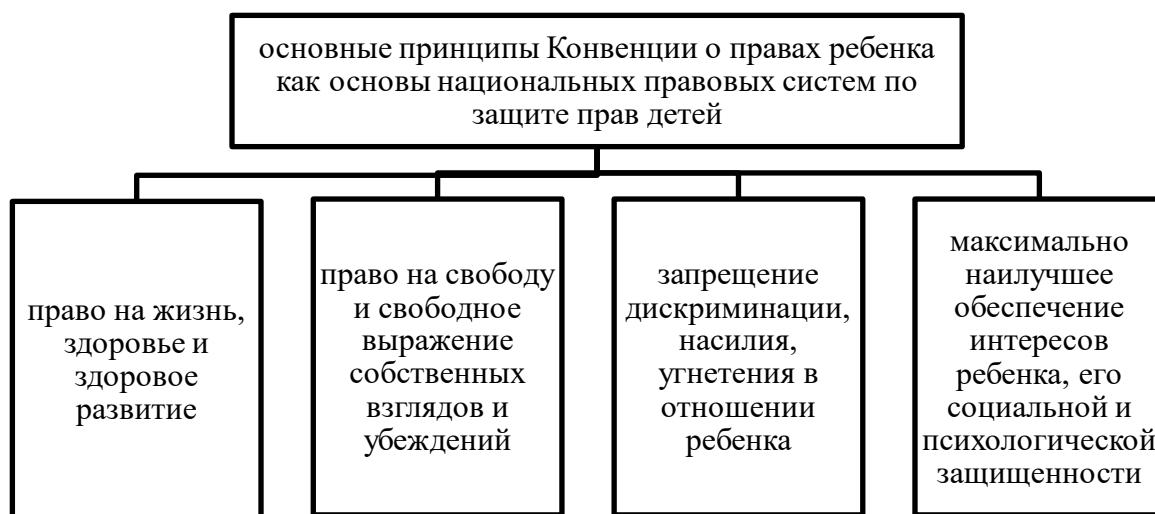 основные принципы Конвенции о правах ребенка
как основы национальных правовых систем по
защите прав детей
право на жизнь,
здоровье и
здоровое
развитие
право на свободу
и свободное
выражение
собственных
взглядов и
убеждений
запрещение
дискриминации,
насилия,
угнетения в
отношении
ребенка
максимально
наилучшее
обеспечение
интересов
ребенка, его
социальной и
психологической
защищенности